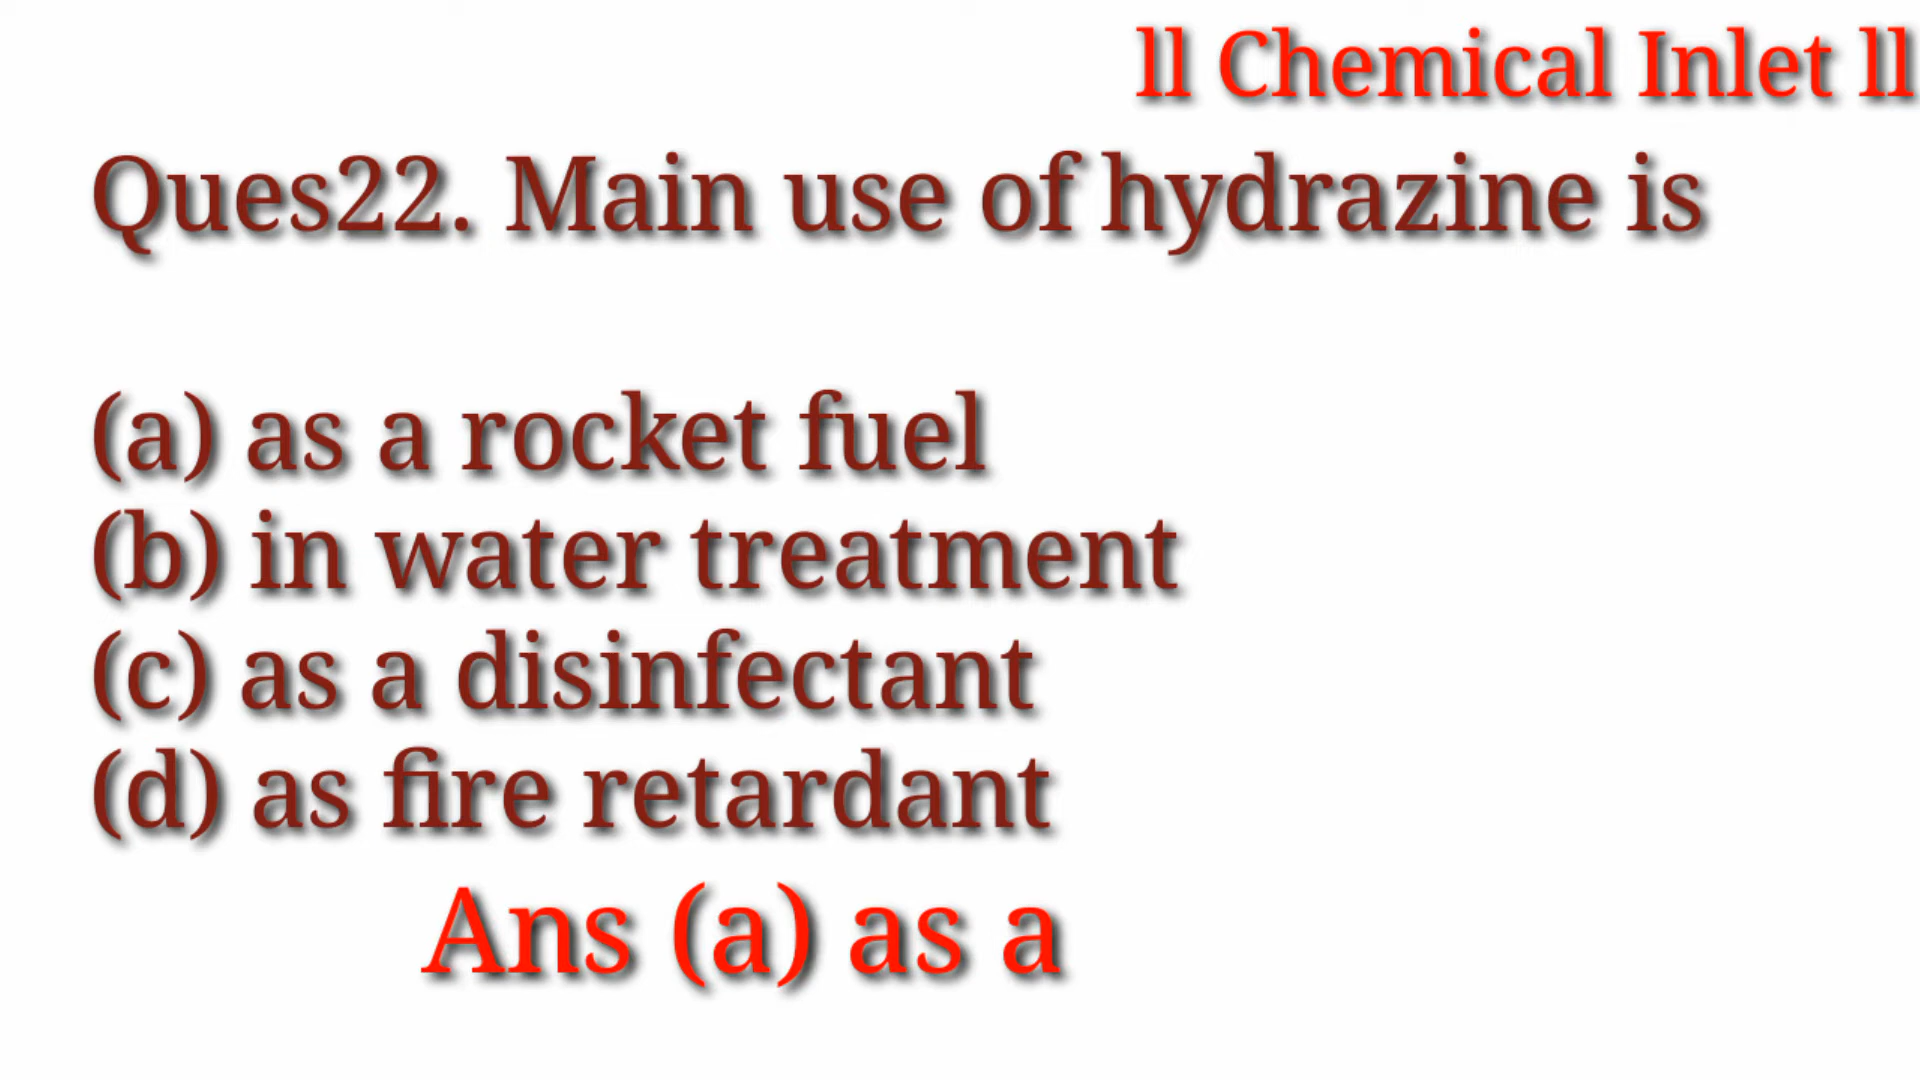 ll Chemical Inlet ll
Ques22. Main use of hydrazine is
(a) as a rocket fuel
(b) in water treatment
(c) as a disinfectant
(d) as fire retardant
Ans (a) as a